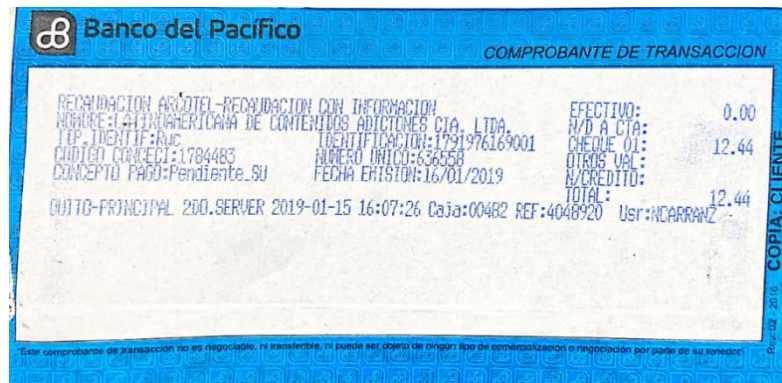 Banco del Pacífico
COMPROBANTE DE TRANSACCION
RECAUDACION ARCOTEL-RECAUDACION CON INFORMACION
NOMBRE:LATINOAMERICANA DE CONTENIDOS ADICIONES CIA. LTDA.
TIP.IDENTIF:Ruc IDENTIFICACION:1791976169001
CODIGO CONCECI:1784483 NUMERO UNICO:636558
CONCEPTO PAGO:Pendiente_SU FECHA EMISION:16/01/2019
EFECTIVO: 0.00
N/D A CTA:
CHEQUE 01: 12.44
OTROS VAL:
N/CREDITO:
TOTAL: 12.44
QUITO-PRINCIPAL 2DO.SERVER 2019-01-15 16:07:26 Caja:00482 REF:4048920 Usr:NCARRANZ
COPIA - CLIENTE
"Este comprobante de transacción no es negociable, ni transferible, ni puede ser objeto de ningún tipo de comercialización o negociación por parte de su tenedor"